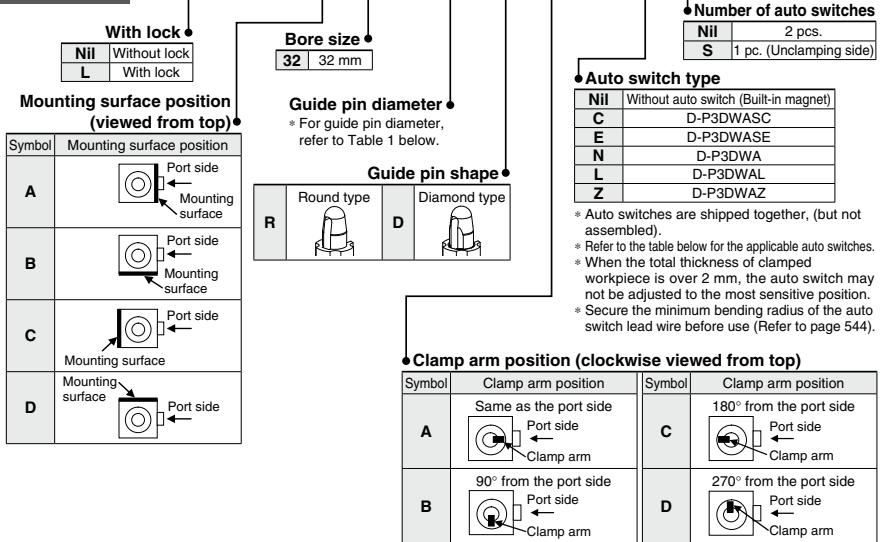 With lock
Nil Without lock
L With lock
Mounting surface position
(viewed from top)
Symbol Mounting surface position
A
Port side
Mounting
surface
B
Port side
Mounting
surface
C
Port side
Mounting surface
D
Mounting
surface
Port side
Bore size
32 32 mm
Guide pin diameter
* For guide pin diameter,
refer to Table 1 below.
Guide pin shape
R Round type D Diamond type
Number of auto switches
Nil 2 pcs.
S 1 pc. (Unclamping side)
Auto switch type
Nil Without auto switch (Built-in magnet)
C D-P3DWASC
E D-P3DWASE
N D-P3DWA
L D-P3DWAL
Z D-P3DWAZ
* Auto switches are shipped together, (but not
assembled).
* Refer to the table below for the applicable auto switches.
* When the total thickness of clamped
workpiece is over 2 mm, the auto switch may
not be adjusted to the most sensitive position.
* Secure the minimum bending radius of the auto
switch lead wire before use (Refer to page 544).
Clamp arm position (clockwise viewed from top)
Symbol Clamp arm position Symbol Clamp arm position
A
Same as the port side
Port side
Clamp arm
C
180° from the port side
Port side
Clamp arm
B
90° from the port side
Port side
Clamp arm
D
270° from the port side
Port side
Clamp arm